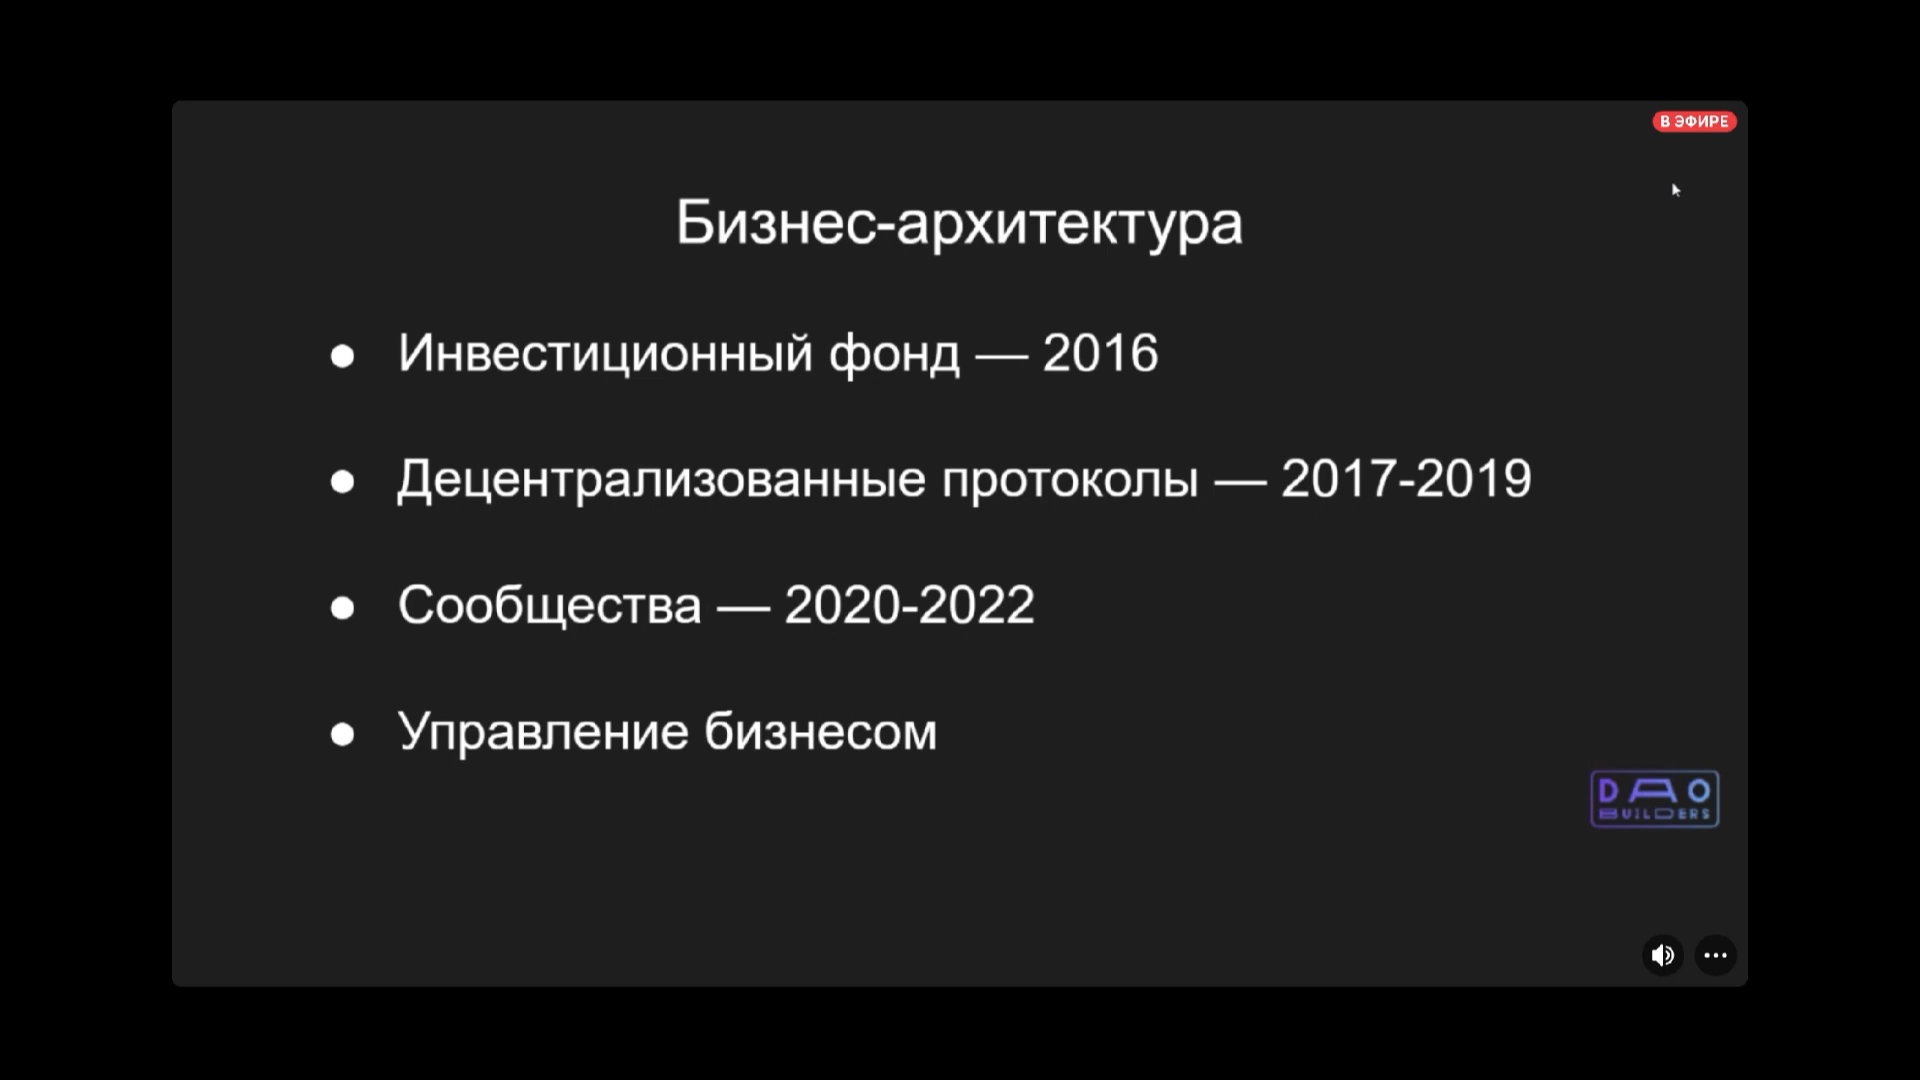 В ЭФИРЕ
Бизнес-архитектура
● Инвестиционный фонд — 2016
● Децентрализованные протоколы — 2017-2019
● Сообщества — 2020-2022
● Управление бизнесом
DAO
BUILDERS